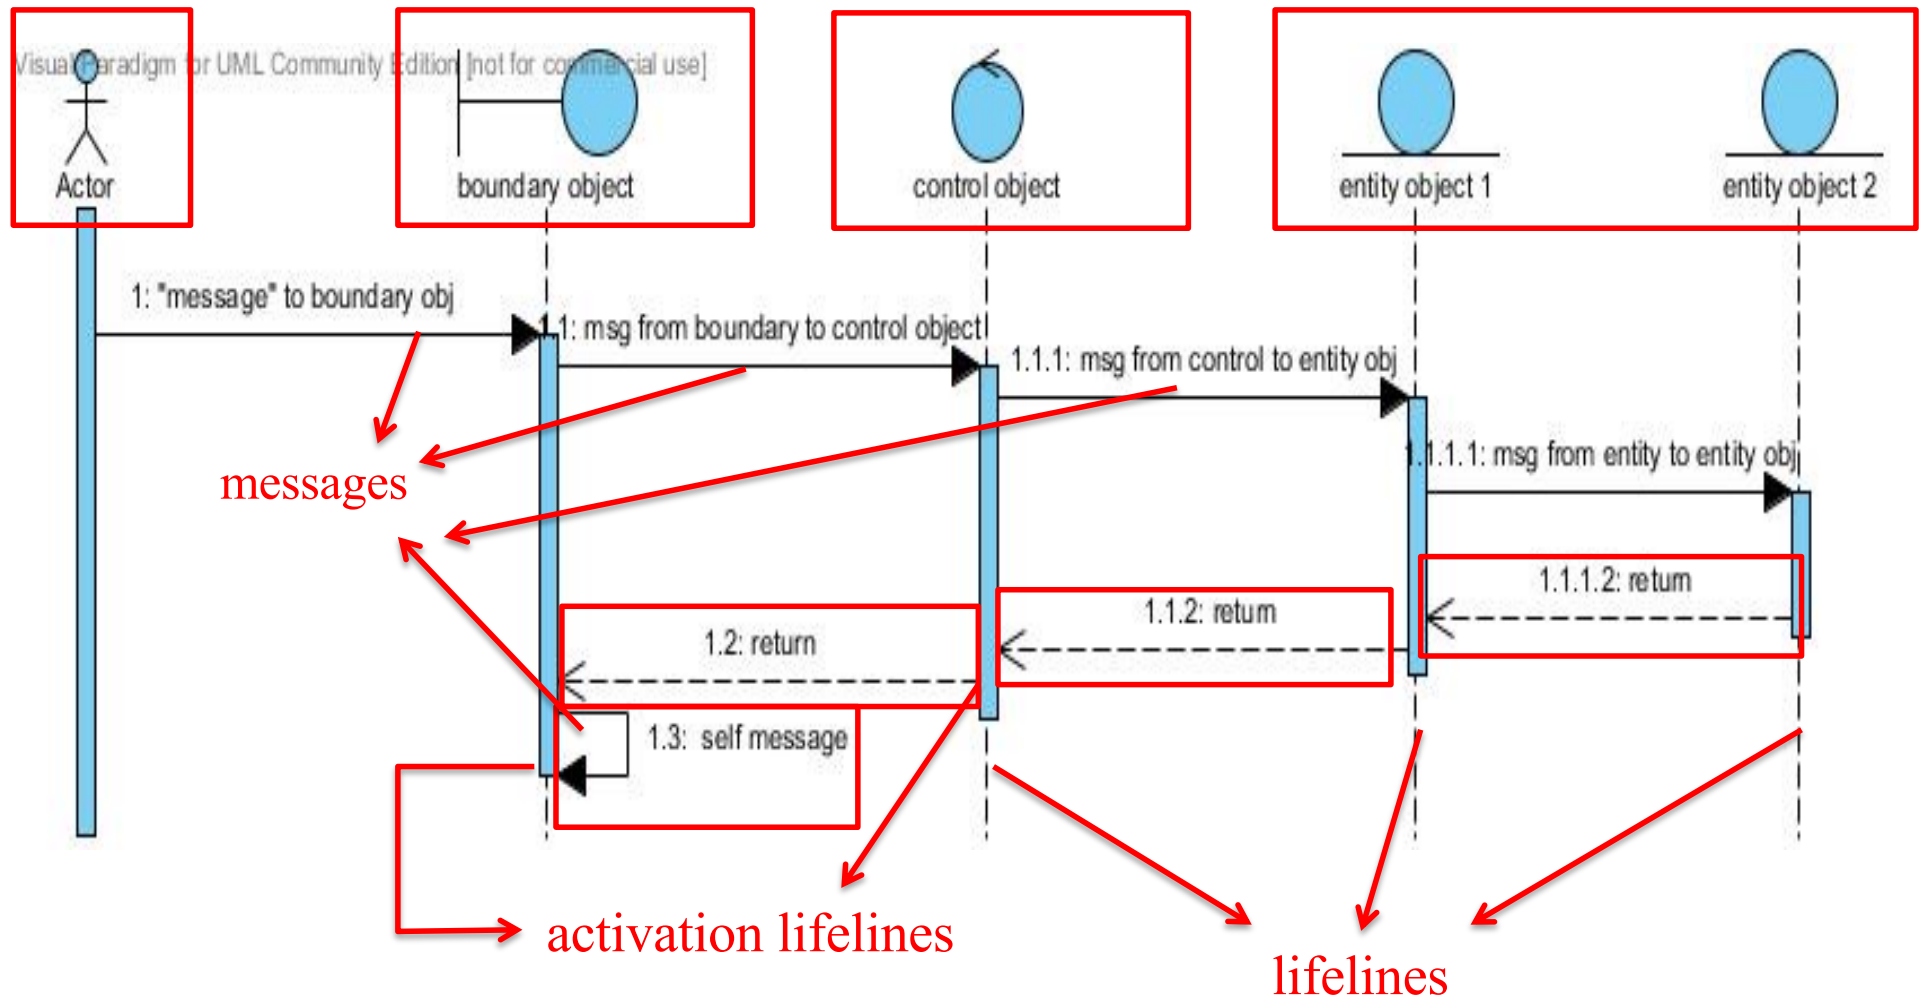 Visual Paradigm for UML Community Edition [not for commercial use]
Actor
boundary object
control object
entity object 1
entity object 2
1: "message" to boundary obj
1.1: msg from boundary to control object
1.1.1: msg from control to entity obj
1.1.1.1: msg from entity to entity obj
messages
1.1.1.2: return
1.1.2: return
1.2: return
1.3: self message
activation lifelines
lifelines